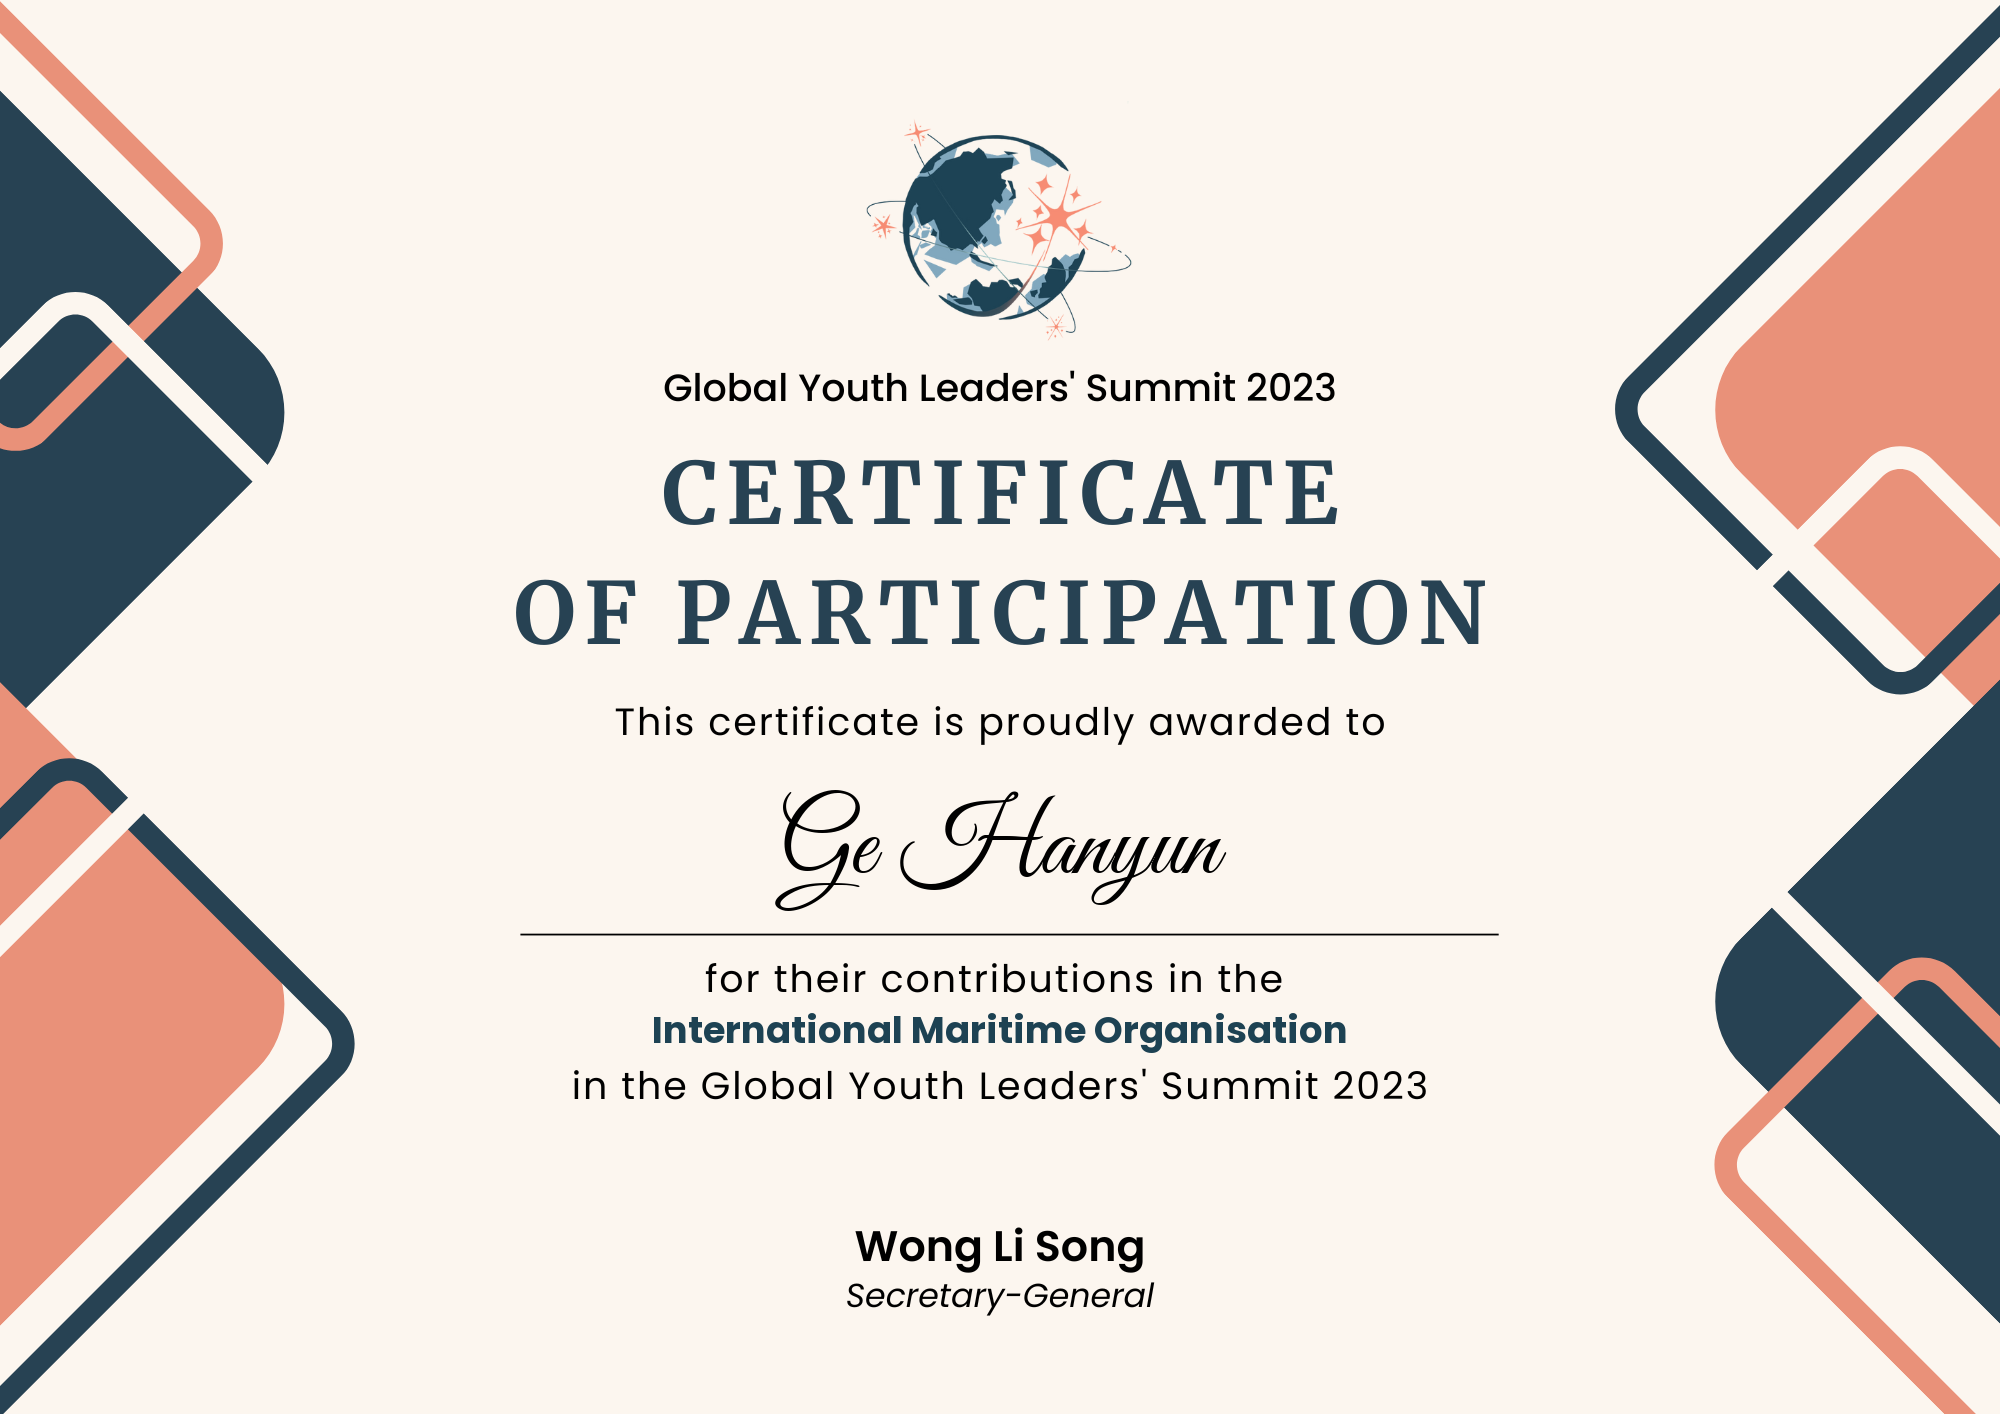 Global Youth Leaders' Summit 2023
CERTIFICATE
OF PARTICIPATION
This certificate is proudly awarded to
Ge Hanyun
for their contributions in the
International Maritime Organisation
in the Global Youth Leaders' Summit 2023
Wong Li Song
Secretary-General